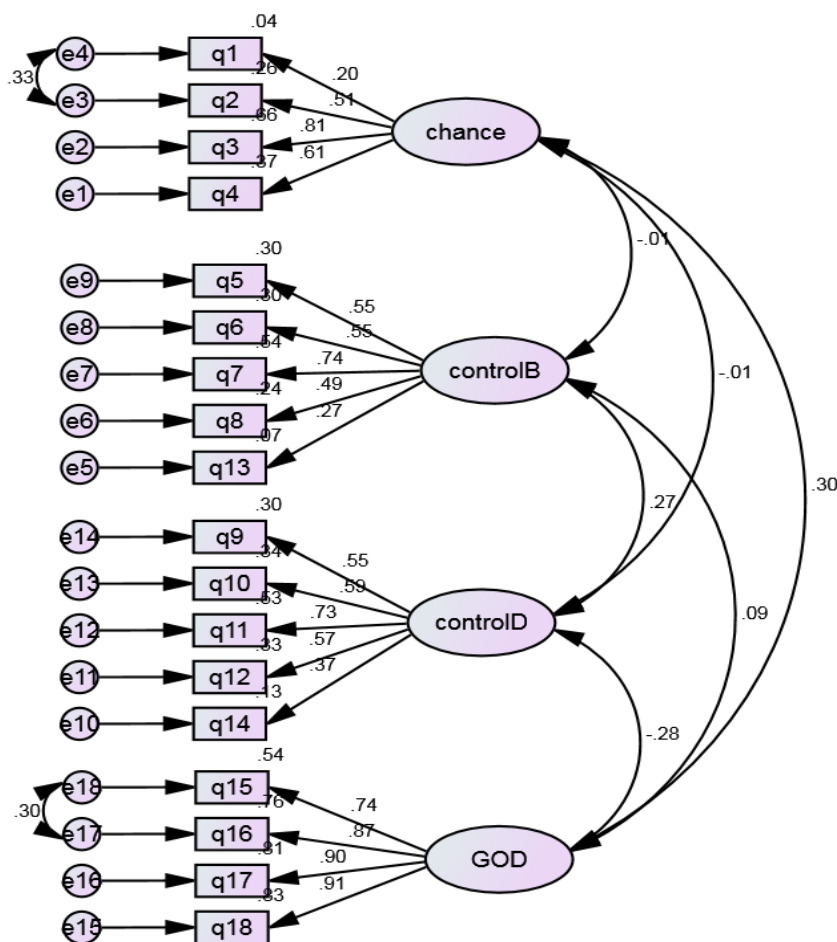 .04
e4 q1 .20
.26
.33 e3 q2 .51
.66
e2 q3 .81
.37
e1 q4 .61
chance
-.01
.30
e9 q5 .55
.30
e8 q6 .55
.54
e7 q7 .74
.24
e6 q8 .49
.07
e5 q13 .27
controlB
-.01
.27
.30
.30
e14 q9 .55
.34
e13 q10 .59
.53
e12 q11 .73
.33
e11 q12 .57
.13
e10 q14 .37
controlD
.09
-.28
.54
e18 q15 .74
.76
.30 e17 q16 .87
.81
e16 q17 .90
.83
e15 q18 .91
GOD